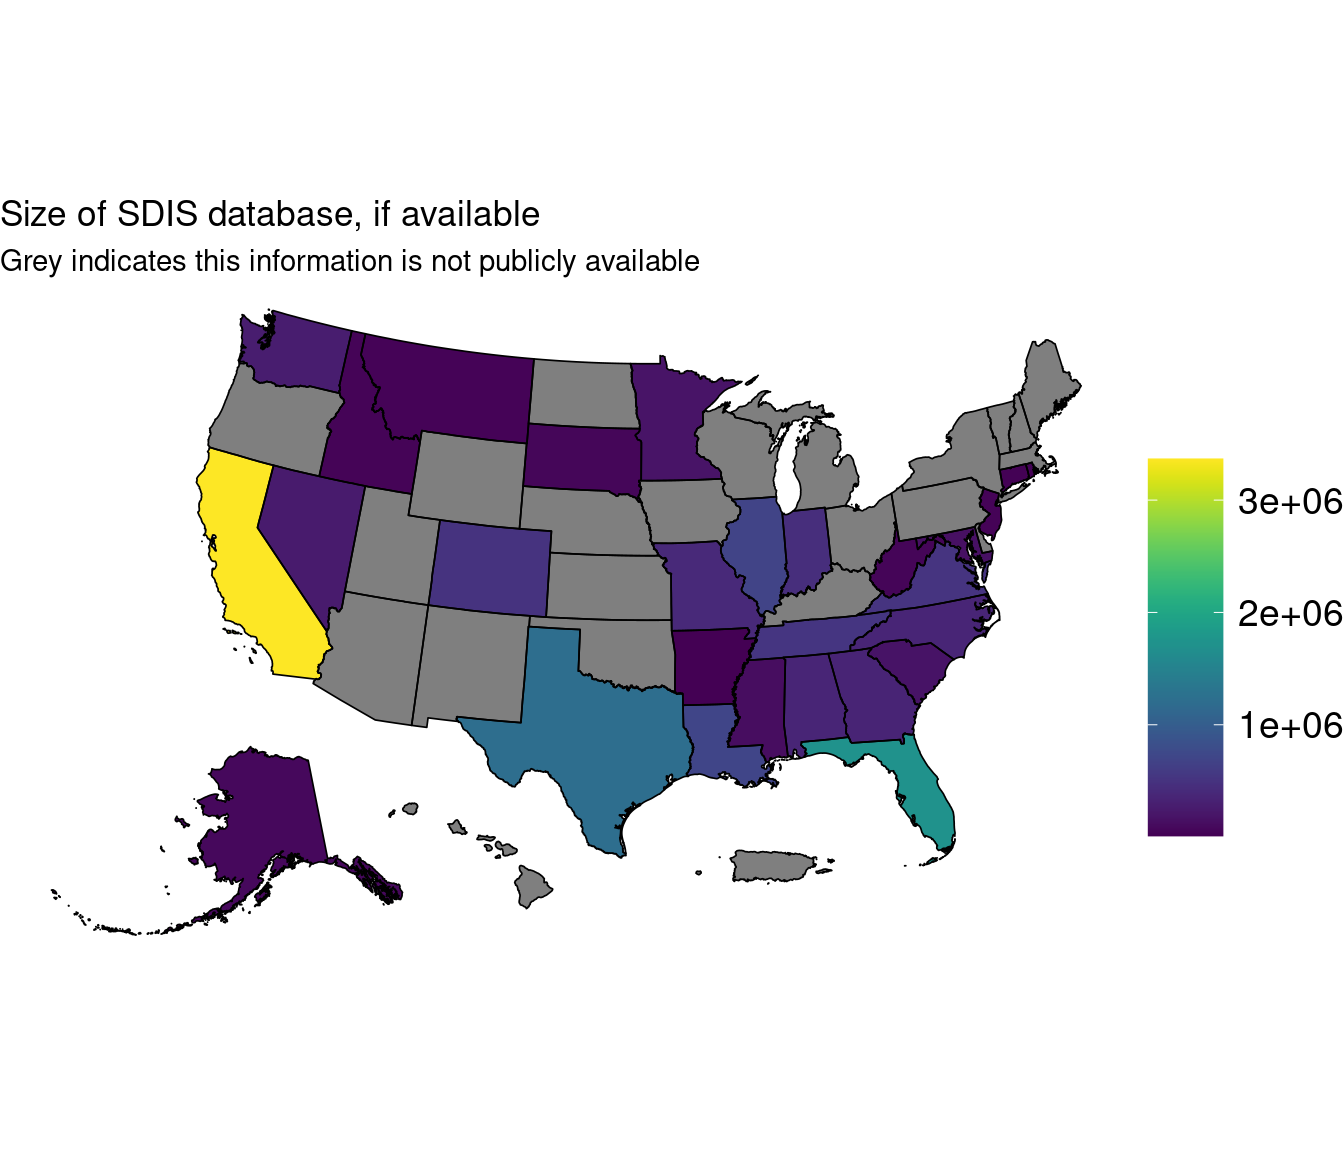 Size of SDIS database, if available
Grey indicates this information is not publicly available
3e+06
2e+06
1e+06